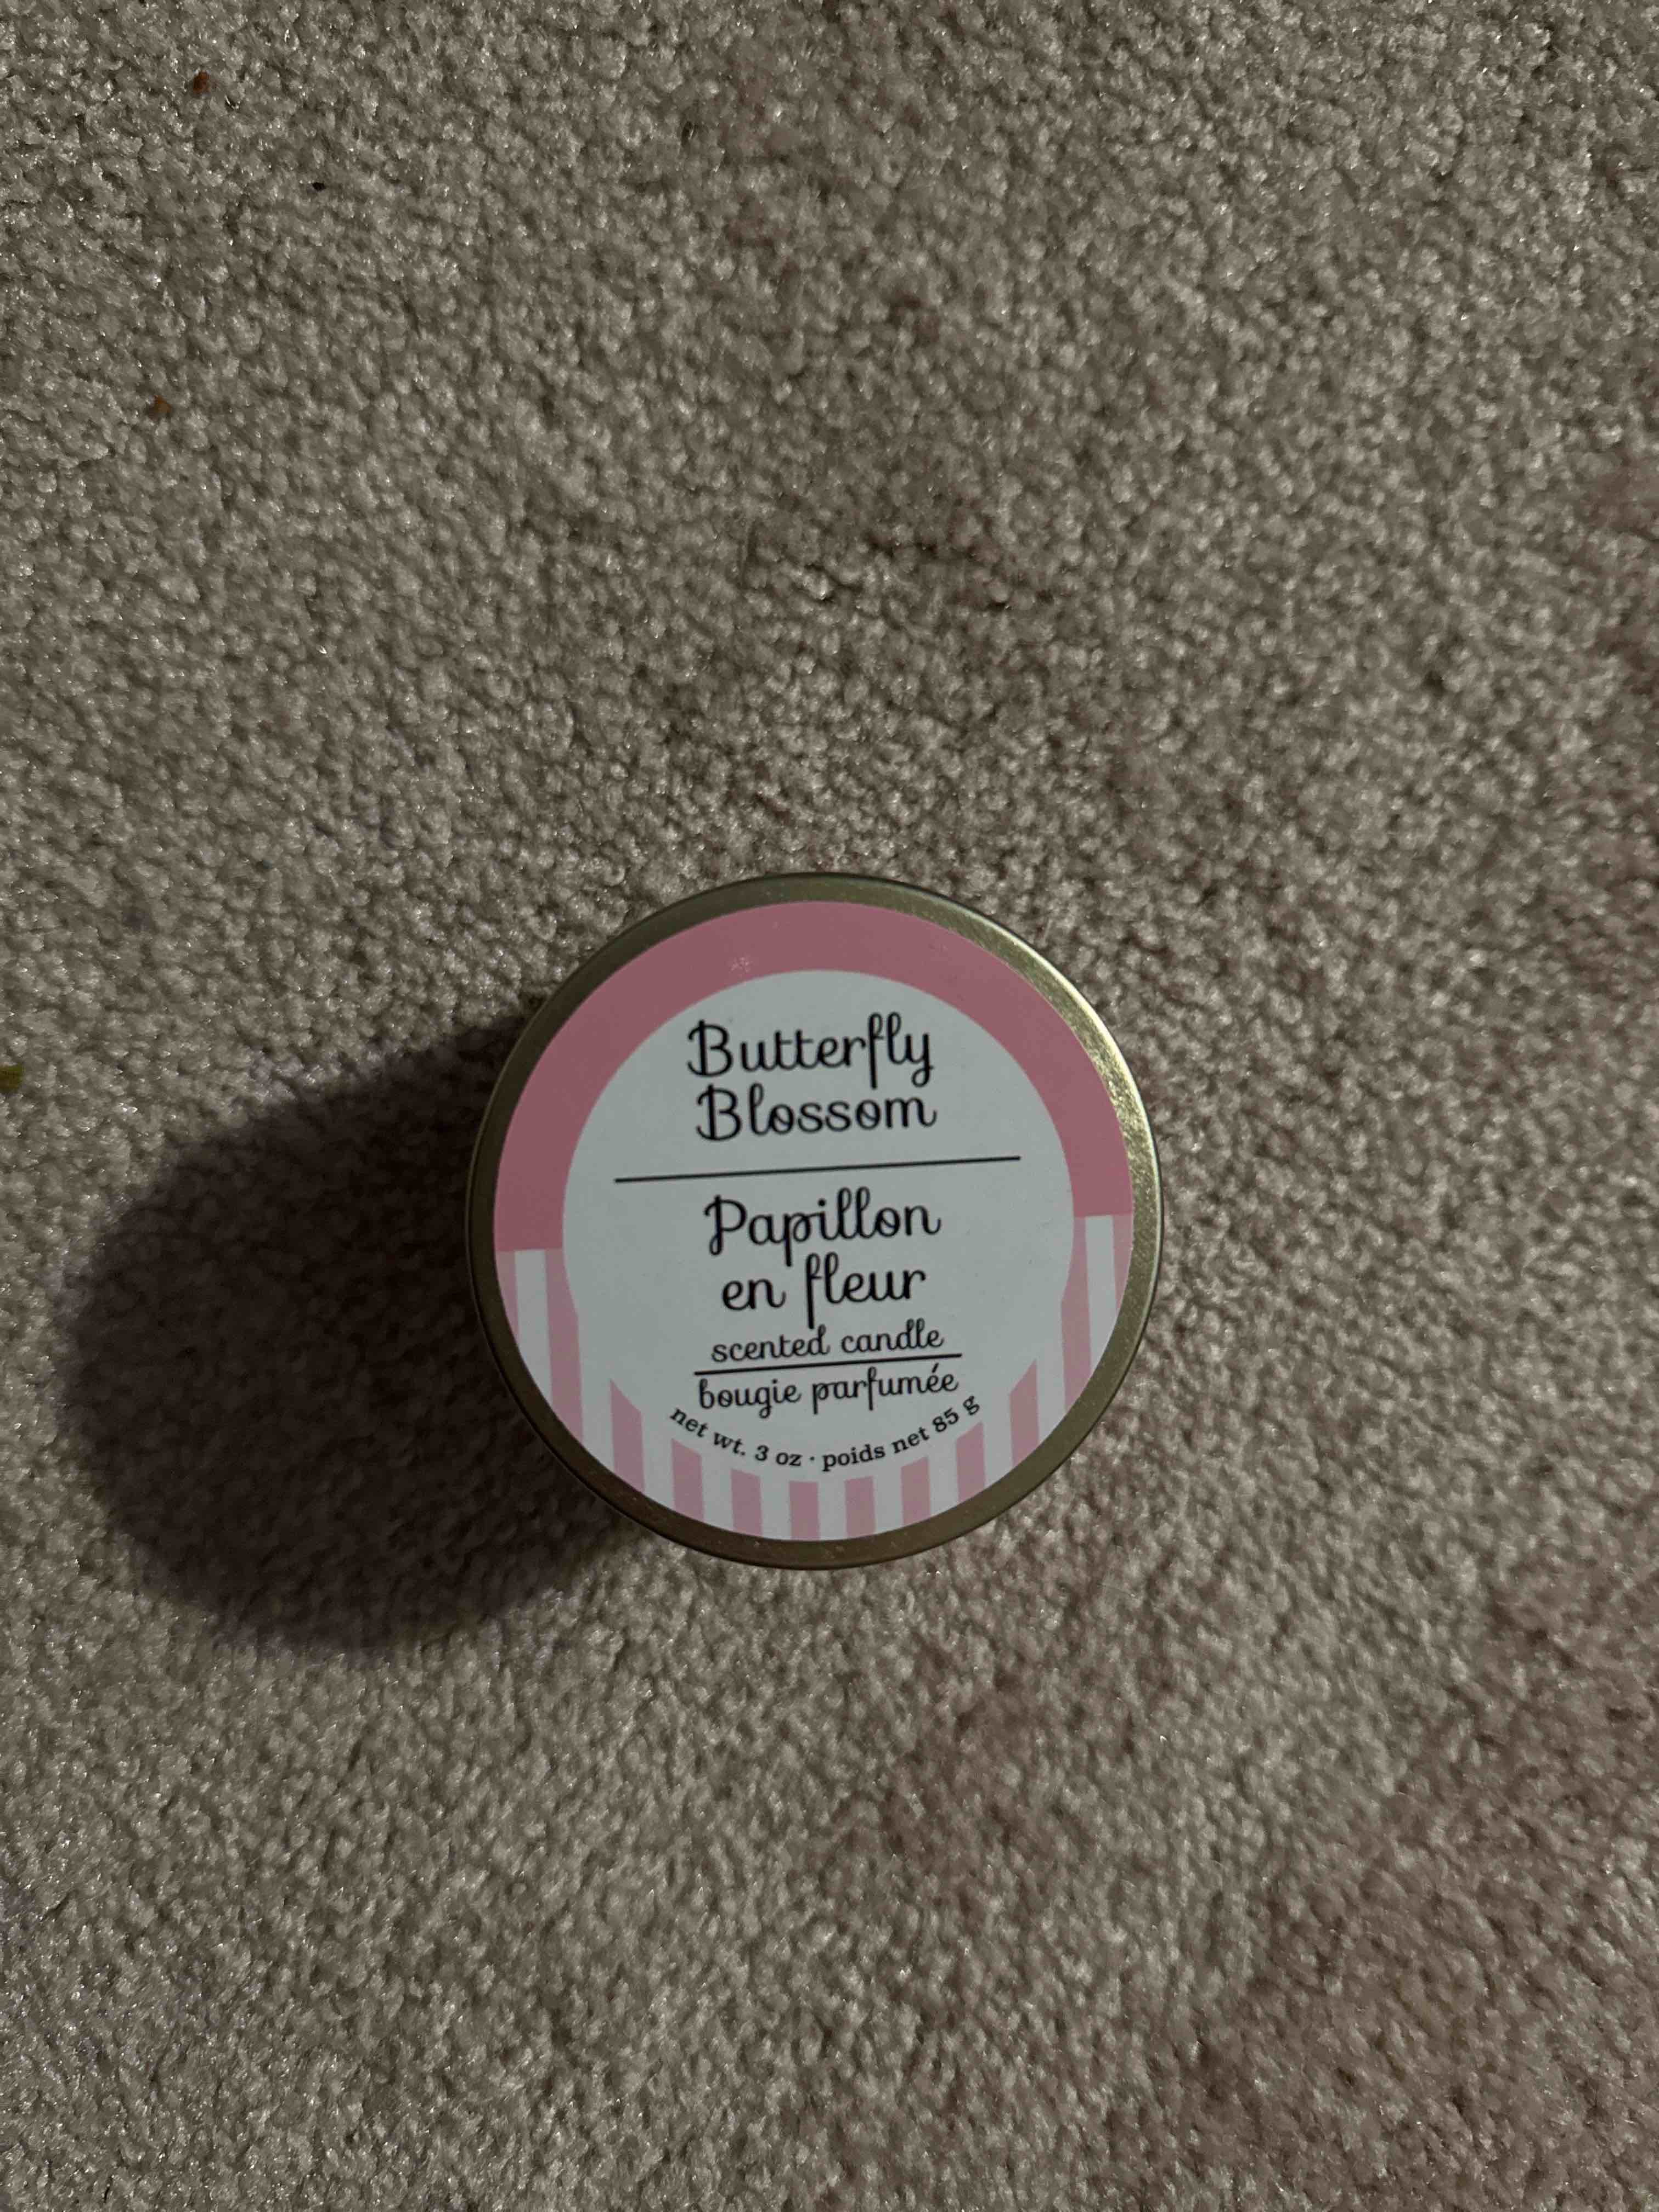 Butterfly
Blossom
Papillon
en fleur
scented candle
bougie parfumée
net wt. 3 oz · poids net 85 g